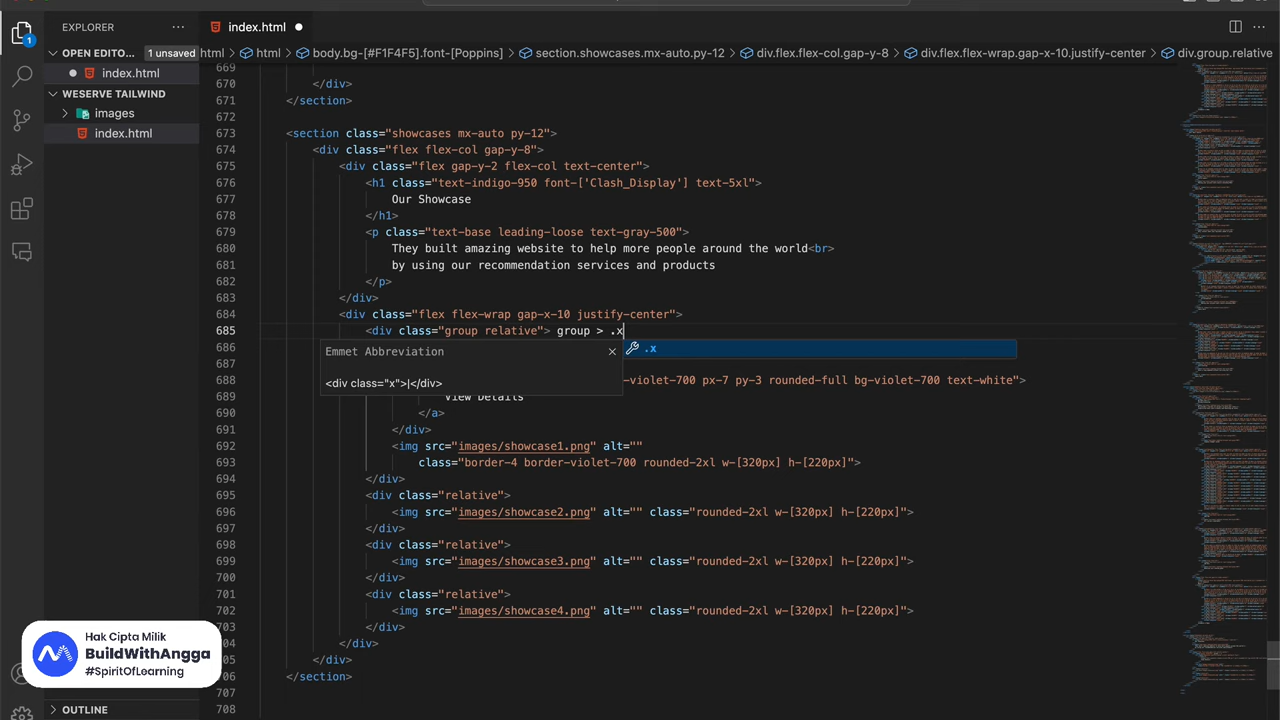 EXPLORER
index.html
OPEN EDITO...
1 unsaved
html
html
body.bg-[#F1F4F5].font-[Poppins]
section.showcases.mx-auto.py-12
div.flex.flex-col.gap-y-8
div.flex.flex-wrap.gap-x-10.justify-center
div.group.relative
index.html
WESERVE TAILWIND
images
index.html
669
670 </div>
671 </section>
672
673 <section class="showcases mx-auto py-12">
674 <div class="flex flex-col gap-y-8">
675 <div class="flex gap-y-3 flex-col text-center">
676 <h1 class="text-indigo-950 font-['Clash_Display'] text-5xl">
677 Our Showcase
678 </h1>
679 <p class="text-base leading-loose text-gray-500">
680 They built amazing website to help more people around the world<br>
681 by using our recommendation services and products
682 </p>
683 </div>
684 <div class="flex flex-wrap gap-x-10 justify-center">
685 <div class="group relative"> group > .x
686
Emmet Abbreviation
.x
<div class="x">|</div>
688 -violet-700 px-7 py-3 rounded-full bg-violet-700 text-white">
View Details
690 </a>
691 </div>
692 <img src="images/showcase1.png" alt=""
693 class="border-4 border-violet-700 rounded-2xl w-[320px] h-[220px]">
694 </div>
695 <div class="relative">
696 <img src="images/showcase2.png" alt="" class="rounded-2xl w-[320px] h-[220px]">
697 </div>
698 <div class="relative">
699 <img src="images/showcase3.png" alt="" class="rounded-2xl w-[320px] h-[220px]">
700 </div>
701 <div class="relative">
702 <img src="images/showcase4.png" alt="" class="rounded-2xl w-[320px] h-[220px]">
703 </div>
704 </div>
705 </div>
706 </section>
707
708
Hak Cipta Milik
BuildWithAngga
#SpiritOfLearning
OUTLINE